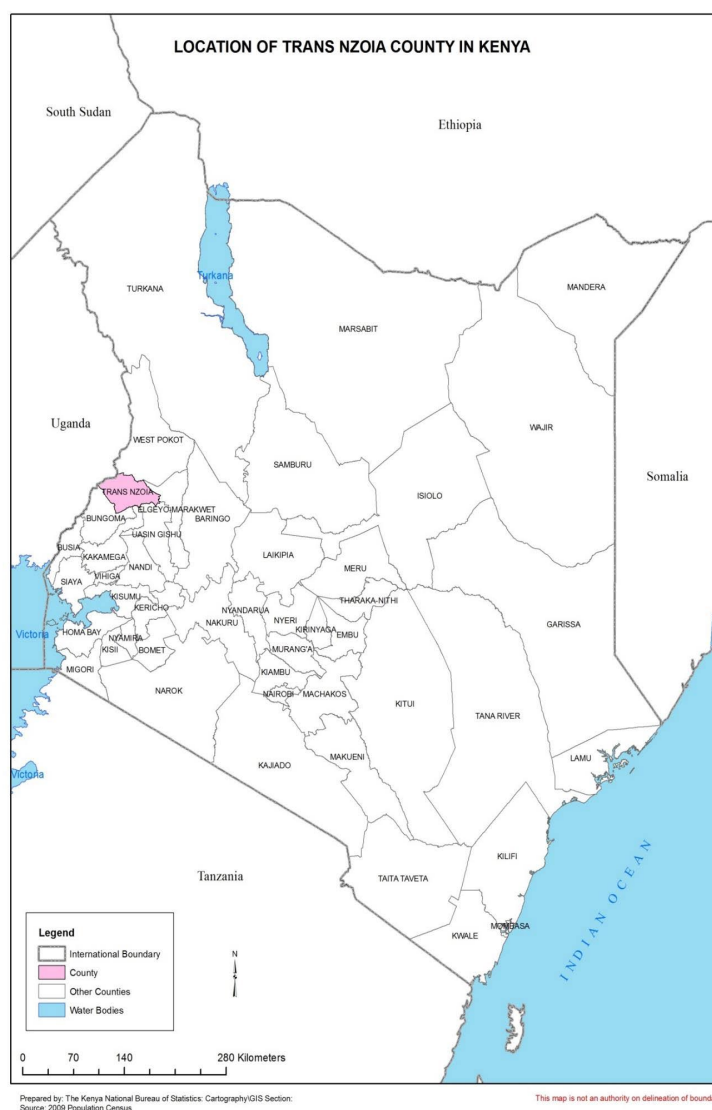 LOCATION OF TRANS NZOIA COUNTY IN KENYA
South Sudan
Ethiopia
Turkana
TURKANA
MANDERA
MARSABIT
Uganda
WEST POKOT
WAJIR
SAMBURU
Somalia
TRANS NZOIA
ISIOLO
ELGEYO-MARAKWET
BUNGOMA
BARINGO
UASIN GISHU
BUSIA
KAKAMEGA
LAIKIPIA
NANDI
MERU
SIAYA
VIHIGA
KISUMU
THARAKA-NITHI
KERICHO
NYANDARUA
NYERI
NAKURU
GARISSA
Victoria
HOMA BAY
NYAMIRA
KIRINYAGA
EMBU
KISII
BOMET
MURANG'A
MIGORI
KIAMBU
NAROK
NAIROBI
MACHAKOS
KITUI
TANA RIVER
MAKUENI
LAMU
KAJIADO
Victoria
KILIFI
Tanzania
TAITA TAVETA
MOMBASA
KWALE
INDIAN OCEAN
Legend
International Boundary
County
Other Counties
Water Bodies
N
0 70 140 280 Kilometers
Prepared by: The Kenya National Bureau of Statistics: Cartography\GIS Section:
Source: 2009 Population Census
This map is not an authority on delineation of bounda